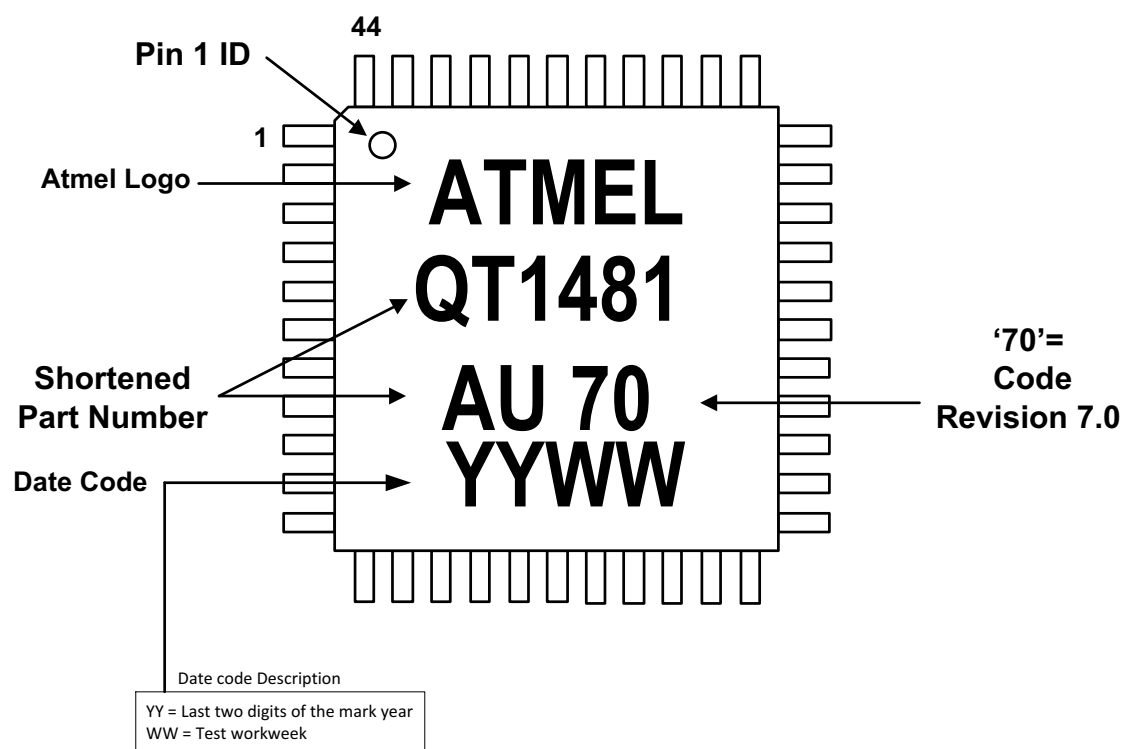 44
Pin 1 ID
1
Atmel Logo
ATMEL
QT1481
Shortened
Part Number
AU 70
‘70’=
Code
Revision 7.0
Date Code
YYWW
Date code Description
YY = Last two digits of the mark year
WW = Test workweek